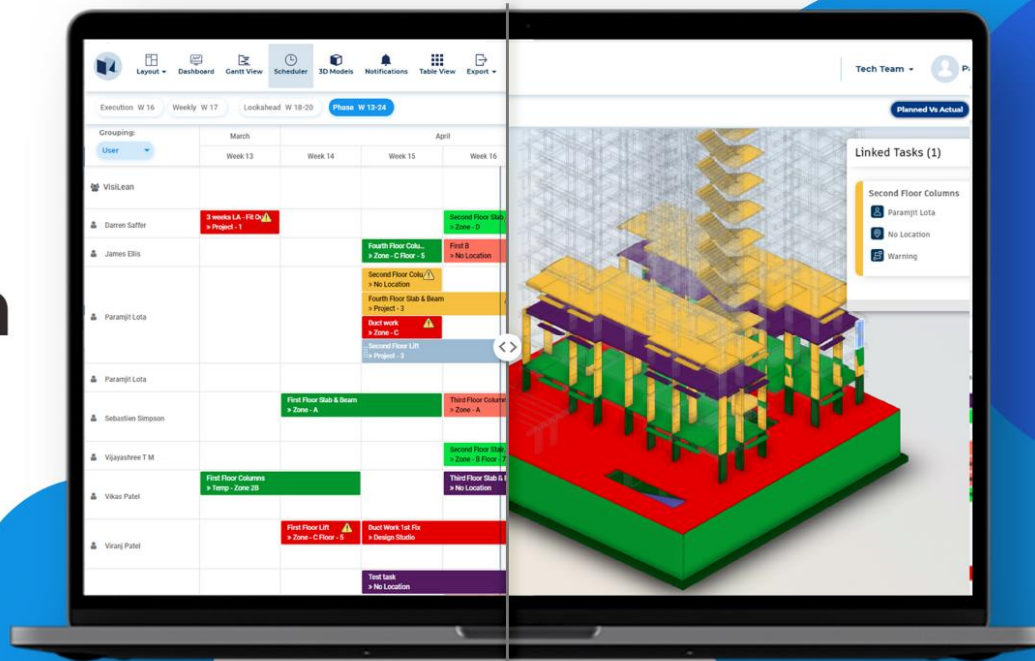 Layout
Dashboard
Gantt View
Scheduler
3D Models
Notifications
Table View
Export
Tech Team
Execution W 16
Weekly W 17
Lookahead W 18-20
Phase W 13-24
Planned Vs Actual
Grouping:
User
March
April
Week 13
Week 14
Week 15
Week 16
VisiLean
Darren Saffer
3 weeks LA - Fit Ou
> Project - 1
Second Floor Slab
> Zone - D
James Ellis
Fourth Floor Colu...
> Zone - C Floor - 5
First B
> No Location
Paramjit Lota
Second Floor Colu
> No Location
Fourth Floor Slab & Beam
> Project - 3
Duct work
> Zone - C
Second Floor Lift
> Project - 3
Paramjit Lota
Sebastien Simpson
First Floor Slab & Beam
> Zone - A
Third Floor Column
> Zone - A
Vijayashree T M
Second Floor Stair
> Zone - B Floor - 7
Vikas Patel
First Floor Columns
> Temp - Zone 2B
Third Floor Slab &
> No Location
Viranj Patel
First Floor Lift
> Zone - C Floor - 5
Duct Work 1st Fix
> Design Studio
Test task
> No Location
Linked Tasks (1)
Second Floor Columns
Paramjit Lota
No Location
Warning